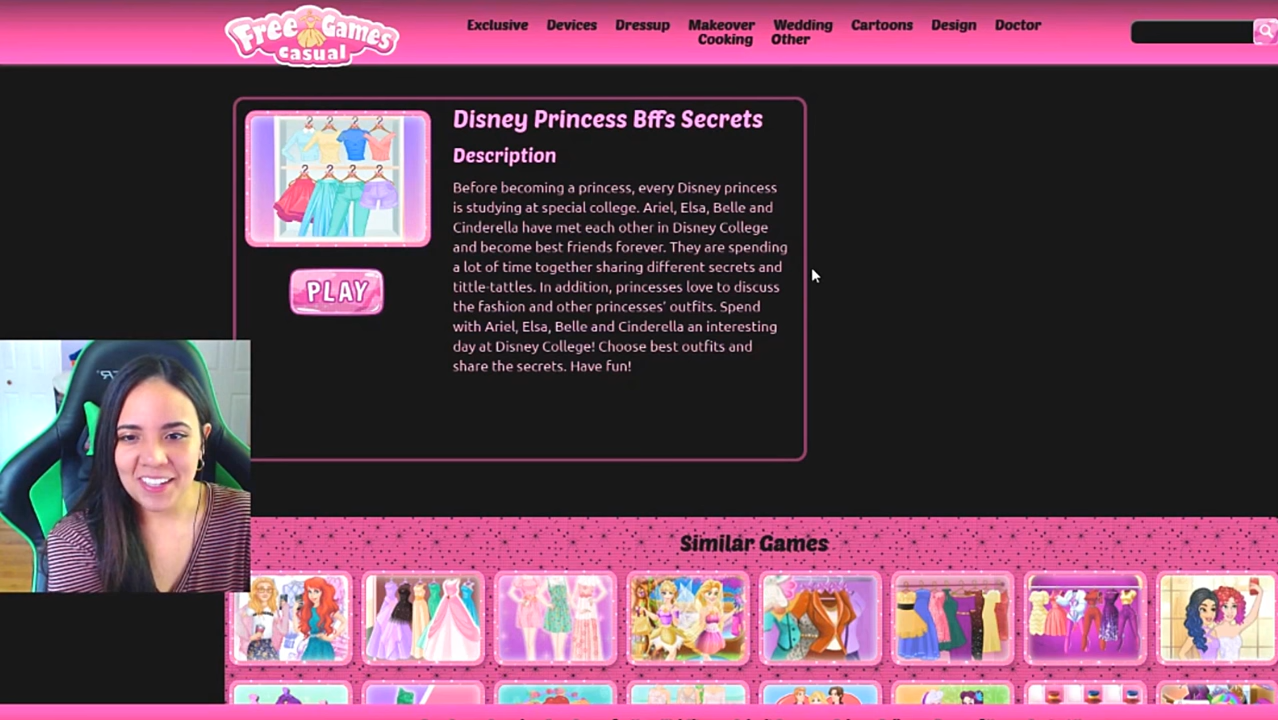 Free Games
casual
Exclusive Devices Dressup Makeover Wedding Cartoons Design Doctor
Cooking Other
Disney Princess Bffs Secrets
Description
Before becoming a princess, every Disney princess
is studying at special college. Ariel, Elsa, Belle and
Cinderella have met each other in Disney College
and become best friends forever. They are spending
a lot of time together sharing different secrets and
tittle-tattles. In addition, princesses love to discuss
the fashion and other princesses' outfits. Spend
with Ariel, Elsa, Belle and Cinderella an interesting
day at Disney College! Choose best outfits and
share the secrets. Have fun!
PLAY
Similar Games